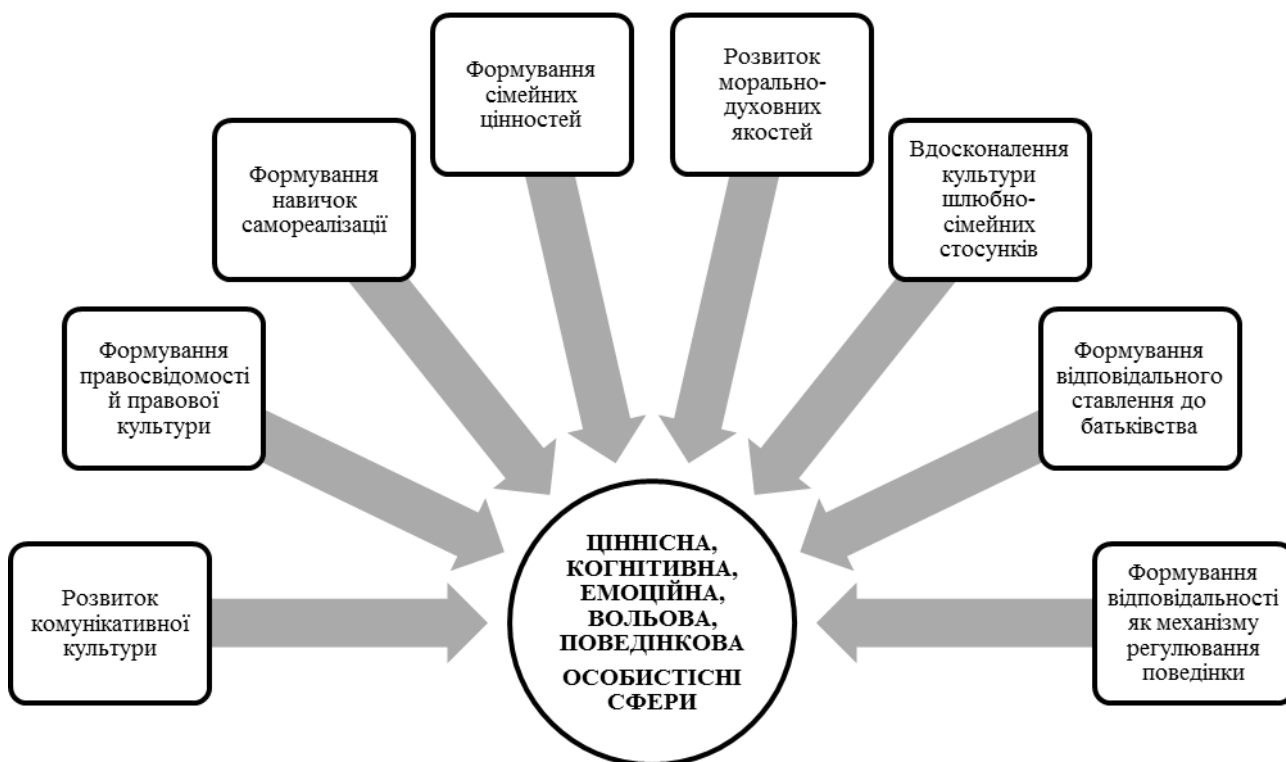 Формування
сімейних
цінностей
Розвиток
морально-
духовних
якостей
Формування
навичок
самореалізації
Вдосконалення
культури
шлюбно-
сімейних
стосунків
Формування
правосвідомості
й правової
культури
Формування
відповідального
ставлення до
батьківства
Розвиток
комунікативної
культури
ЦІННІСНА,
КОГНІТИВНА,
ЕМОЦІЙНА,
ВОЛЬОВА,
ПОВЕДІНКОВА
ОСОБИСТІСНІ
СФЕРИ
Формування
відповідальності
як механізму
регулювання
поведінки